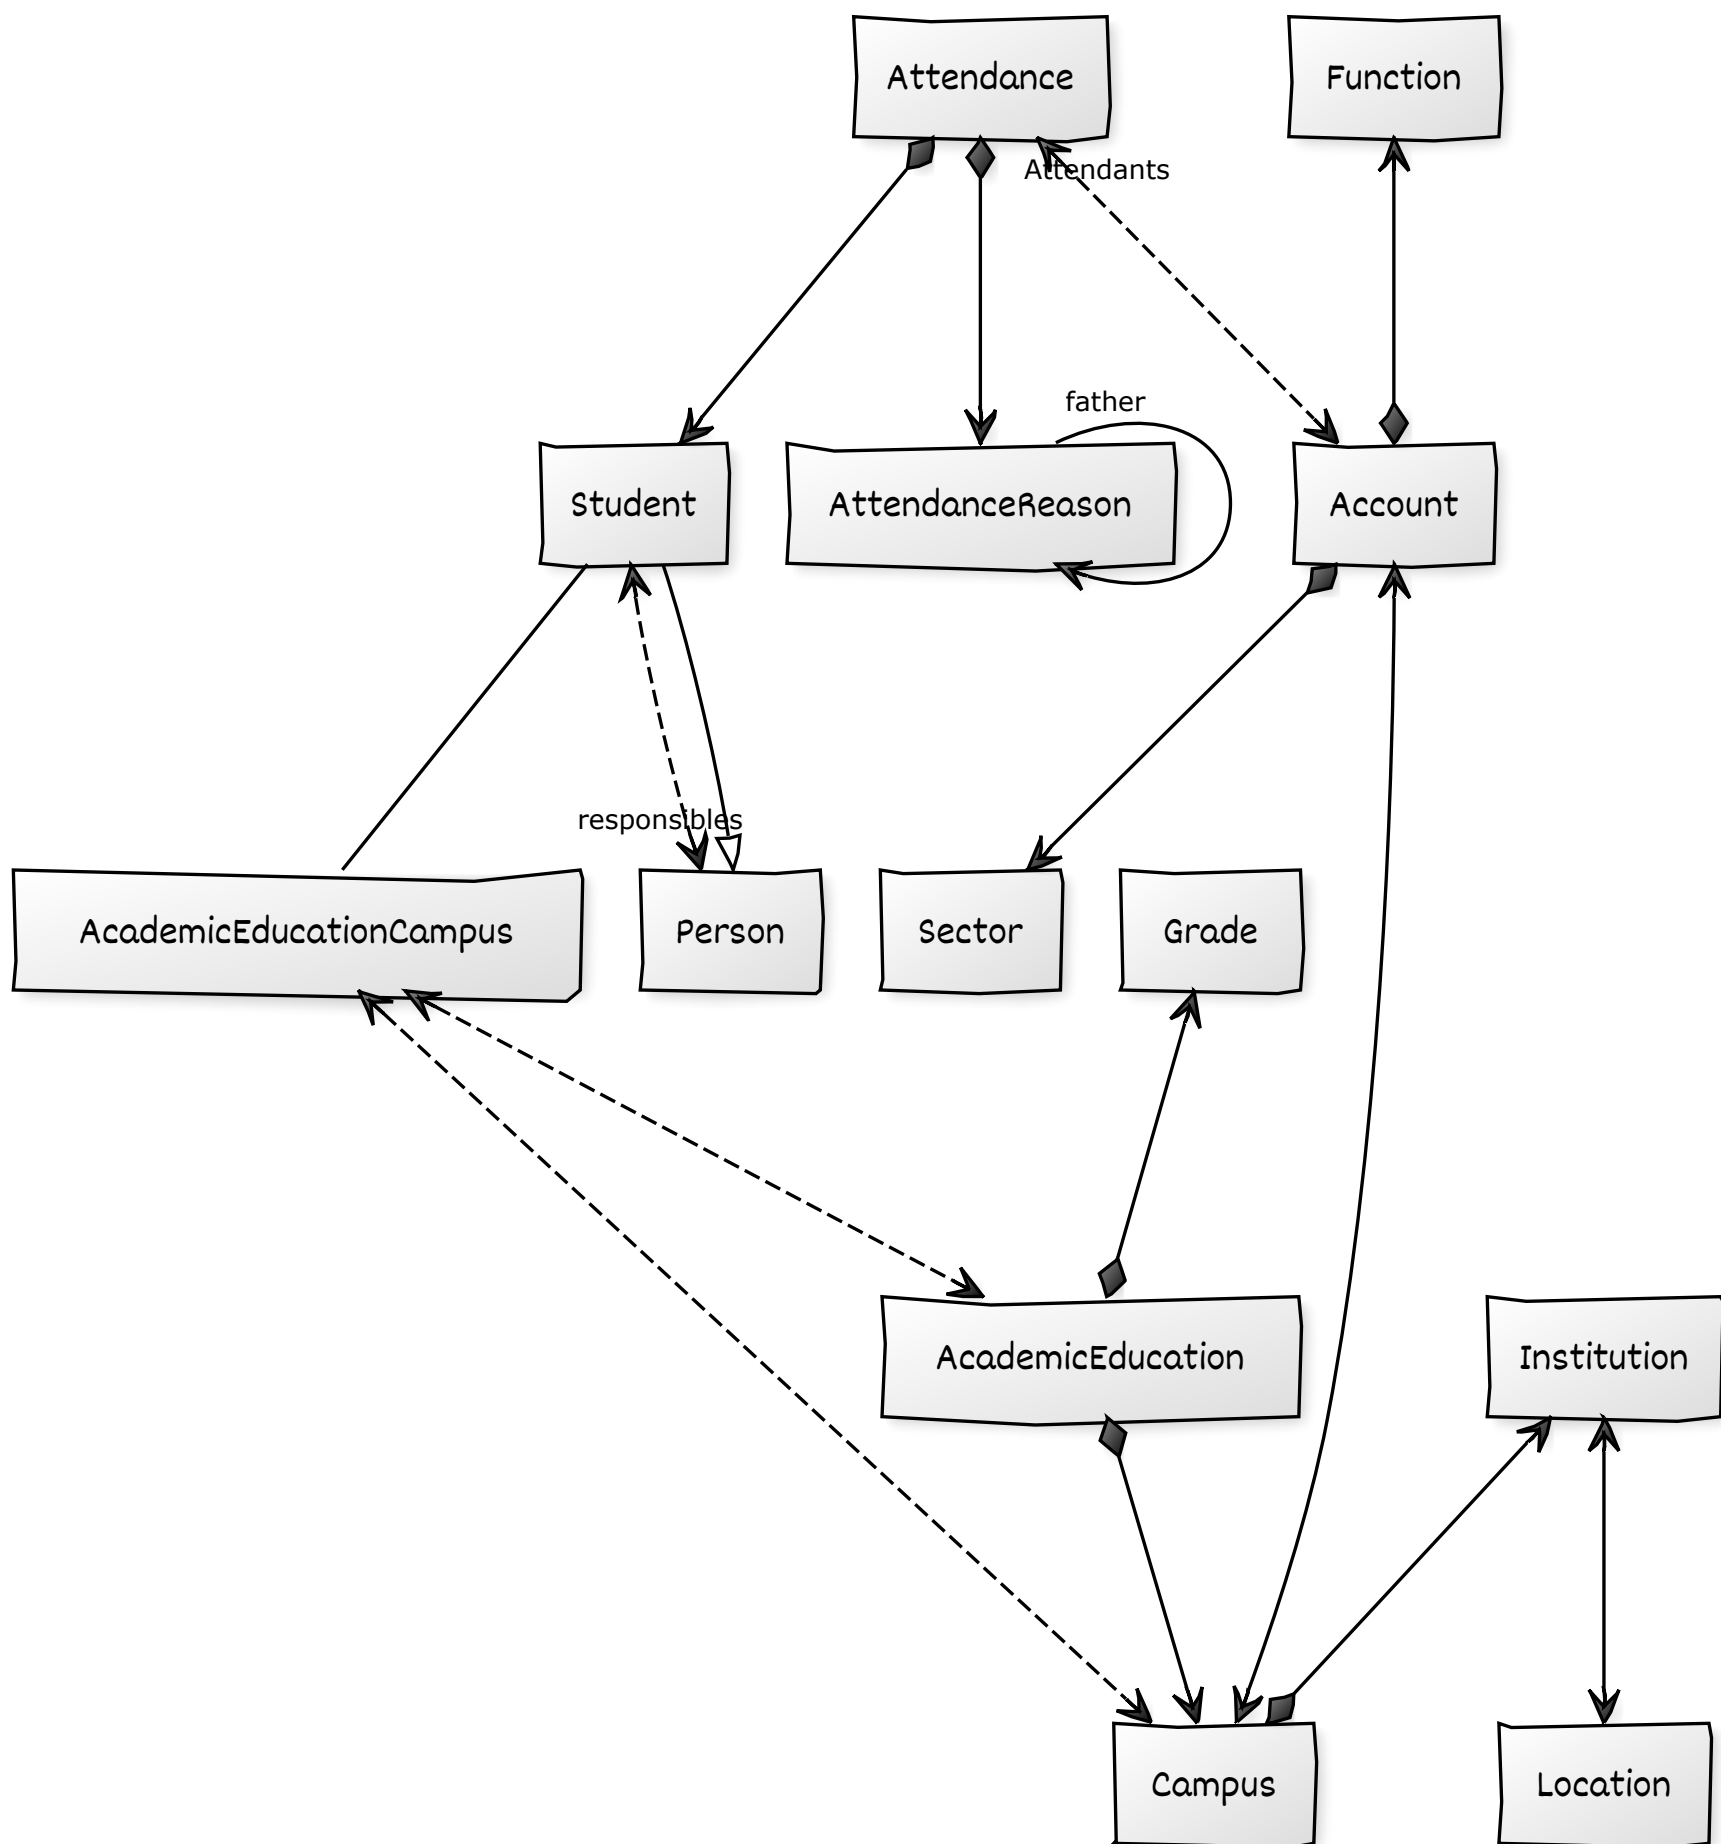 Attendance
Function
Attendants
father
Student
AttendanceReason
Account
responsibles
AcademicEducationCampus
Person
Sector
Grade
AcademicEducation
Institution
Campus
Location